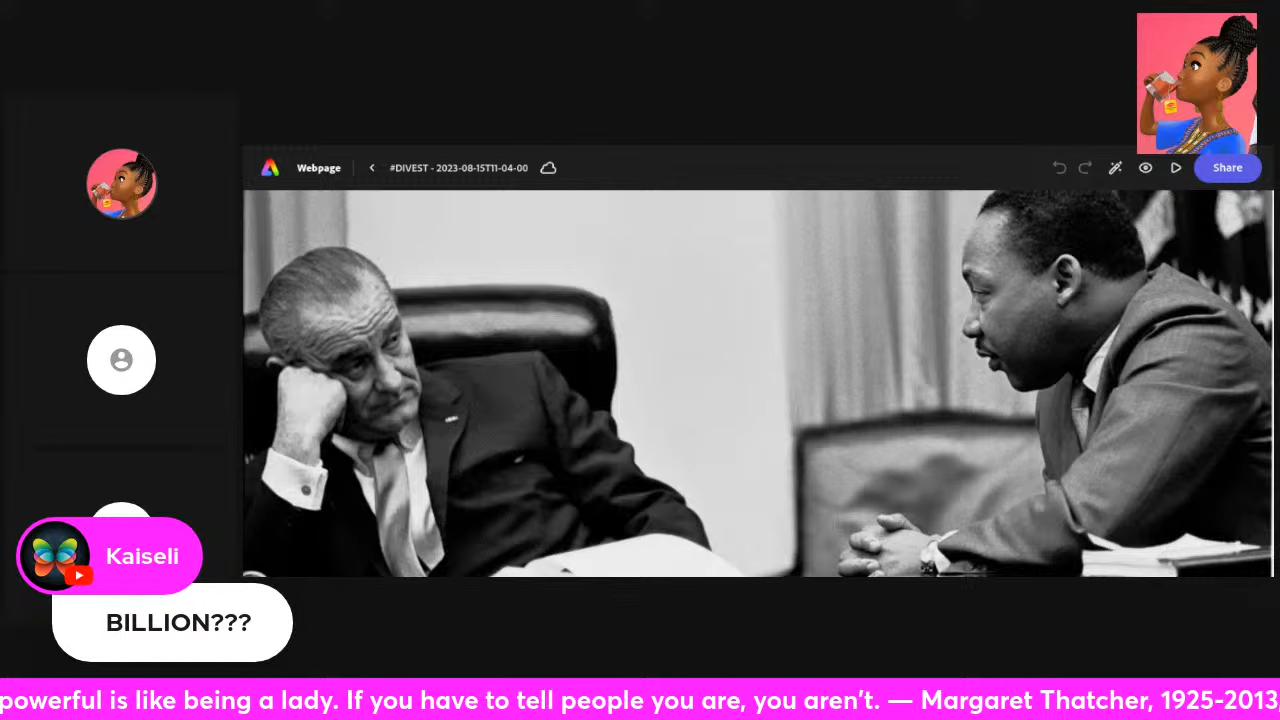 Webpage
#DIVEST - 2023-08-15T11-04-00
Share
Kaiseli
BILLION???
powerful is like being a lady. If you have to tell people you are, you aren't. — Margaret Thatcher, 1925-2013